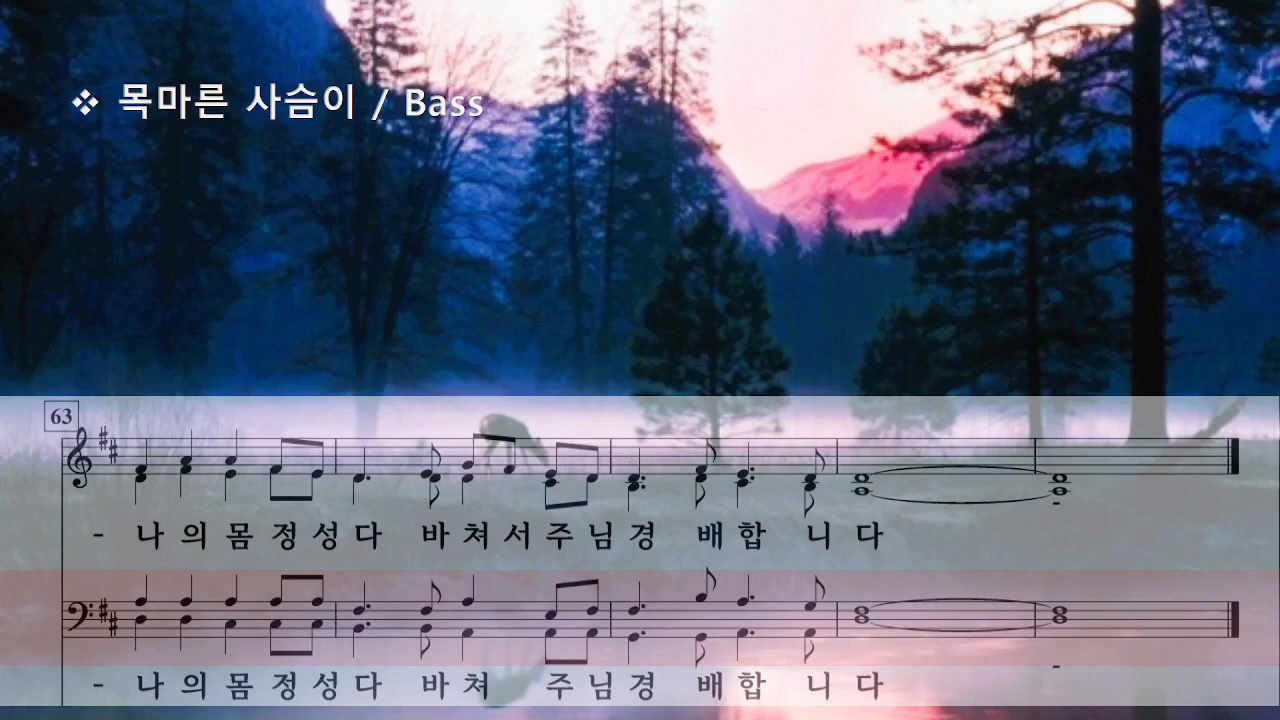 ❖ 목마른 사슴이 / Bass
63
- 나 의 몸 정 성 다 바 쳐 서 주 님 경 배 합 니 다 -
- 나 의 몸 정 성 다 바 쳐 주 님 경 배 합 니 다 -